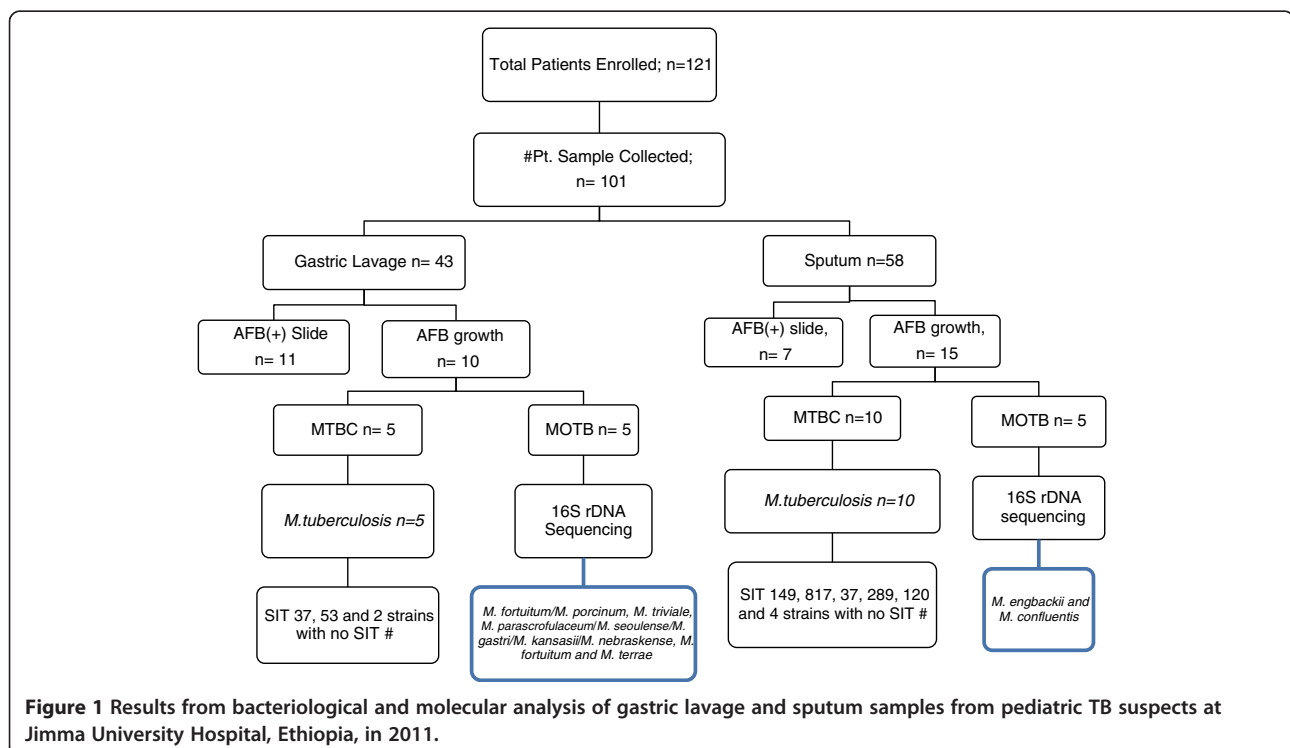 Total Patients Enrolled; n=121
#Pt. Sample Collected;
n= 101
Gastric Lavage n= 43
Sputum n=58
AFB(+) Slide
n= 11
AFB growth
n= 10
AFB(+) slide,
n= 7
AFB growth,
n= 15
MTBC n= 5
MOTB n= 5
MTBC n=10
MOTB n= 5
M.tuberculosis n=5
16S rDNA
Sequencing
M.tuberculosis n=10
16S rDNA
sequencing
SIT 37, 53 and 2 strains
with no SIT #
M. fortuitum/M. porcinum, M. triviale,
M. parascrofulaceum/M. seoulense/M.
gastri/M. kansasii/M. nebraskense, M.
fortuitum and M. terrae
SIT 149, 817, 37, 289, 120
and 4 strains with no SIT #
M. engbackii and
M. confluentis
Figure 1 Results from bacteriological and molecular analysis of gastric lavage and sputum samples from pediatric TB suspects at
Jimma University Hospital, Ethiopia, in 2011.